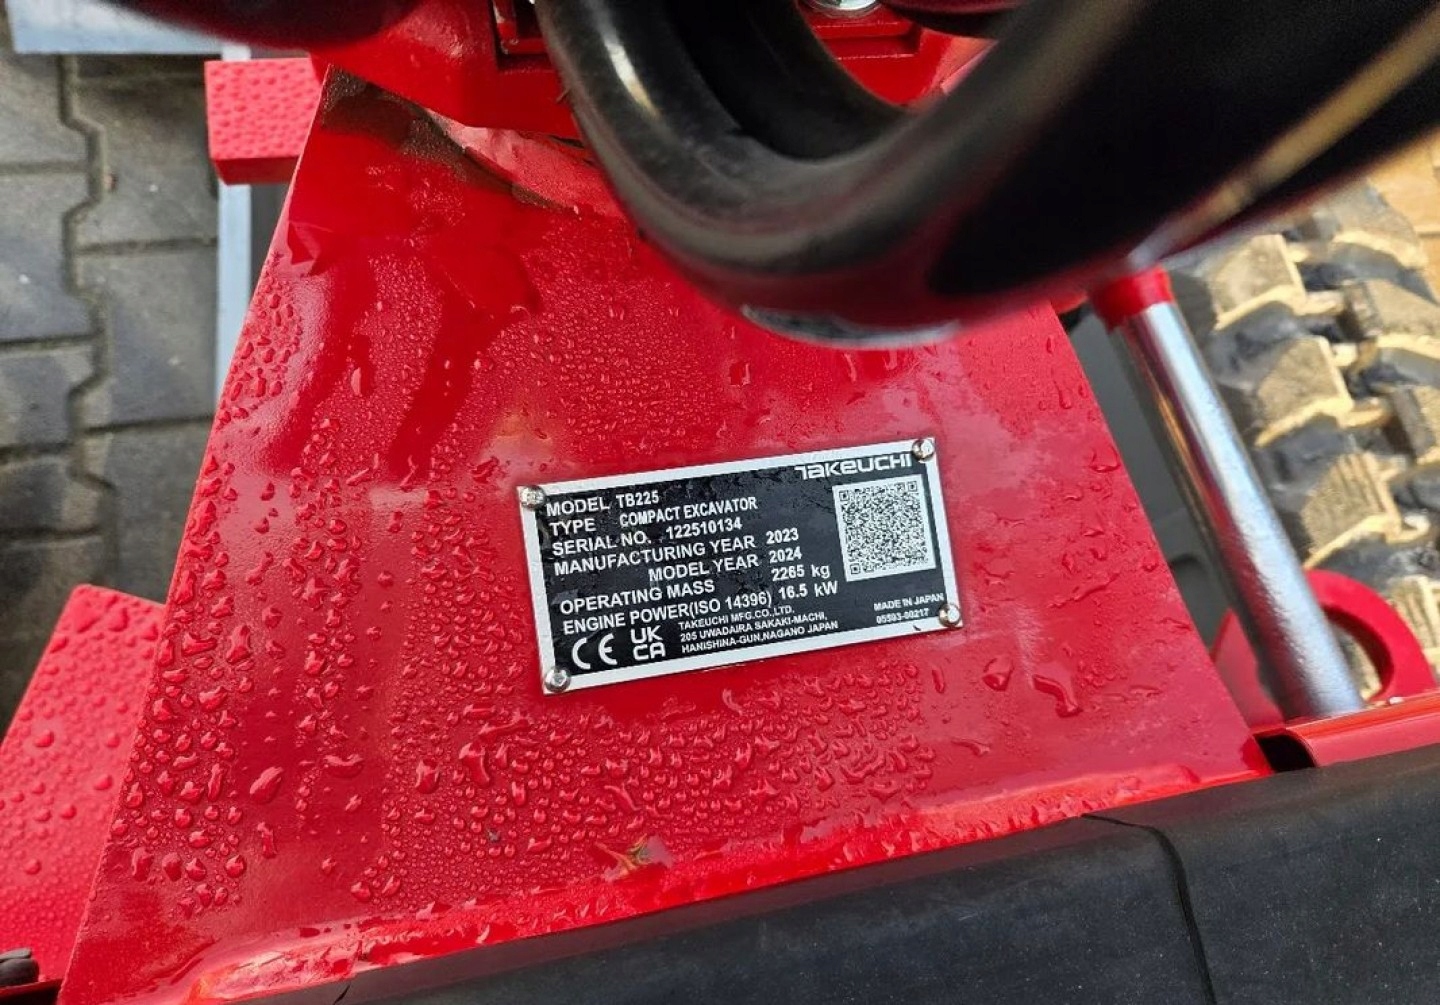 TAKEUCHI
MODEL TB225
TYPE COMPACT EXCAVATOR
SERIAL NO. 122510134
MANUFACTURING YEAR 2023
MODEL YEAR 2024
OPERATING MASS 2265 kg
ENGINE POWER(ISO 14396) 16.5 kW
CE UK CA
TAKEUCHI MFG.CO.,LTD.
205 UWADAIRA SAKAKI-MACHI,
HANISHINA-GUN,NAGANO JAPAN
MADE IN JAPAN
05593-00217